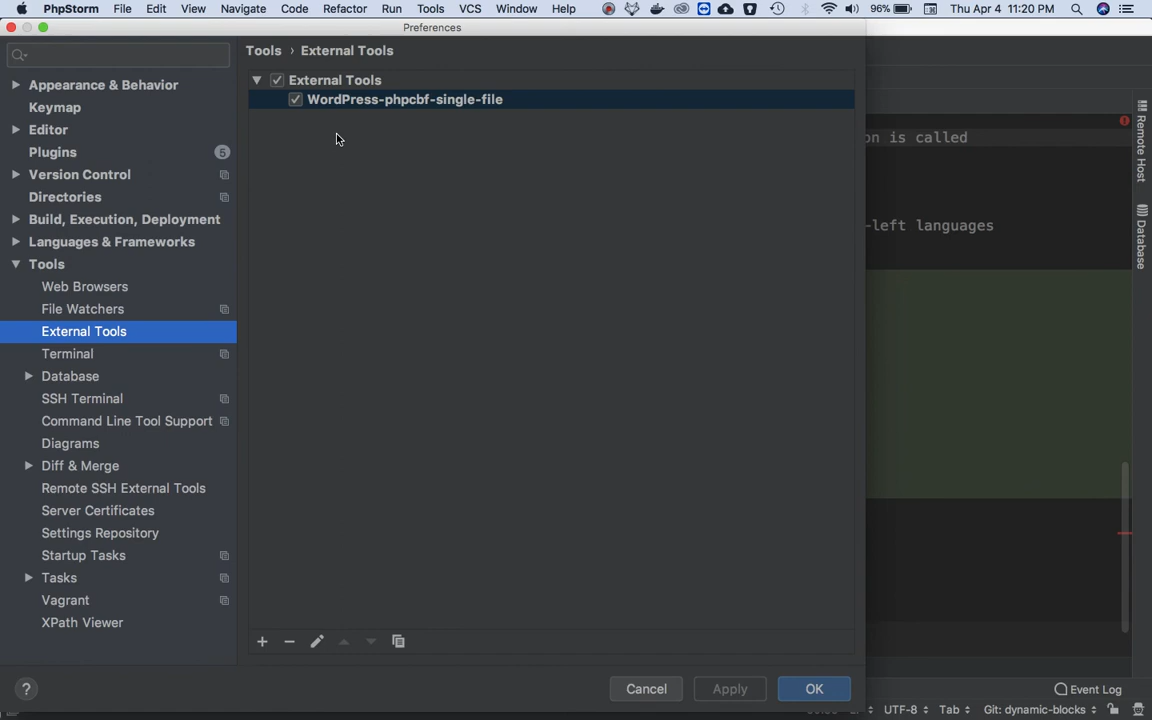 PhpStorm File Edit View Navigate Code Refactor Run Tools VCS Window Help 96% Thu Apr 4 11:20 PM
Preferences
Tools › External Tools
External Tools
WordPress-phpcbf-single-file
Appearance & Behavior
Keymap
Editor
Plugins 5
Version Control
Directories
Build, Execution, Deployment
Languages & Frameworks
Tools
Web Browsers
File Watchers
External Tools
Terminal
Database
SSH Terminal
Command Line Tool Support
Diagrams
Diff & Merge
Remote SSH External Tools
Server Certificates
Settings Repository
Startup Tasks
Tasks
Vagrant
XPath Viewer
? Cancel Apply OK
on is called
-left languages
Remote Host
Database
Event Log
UTF-8 Tab Git: dynamic-blocks